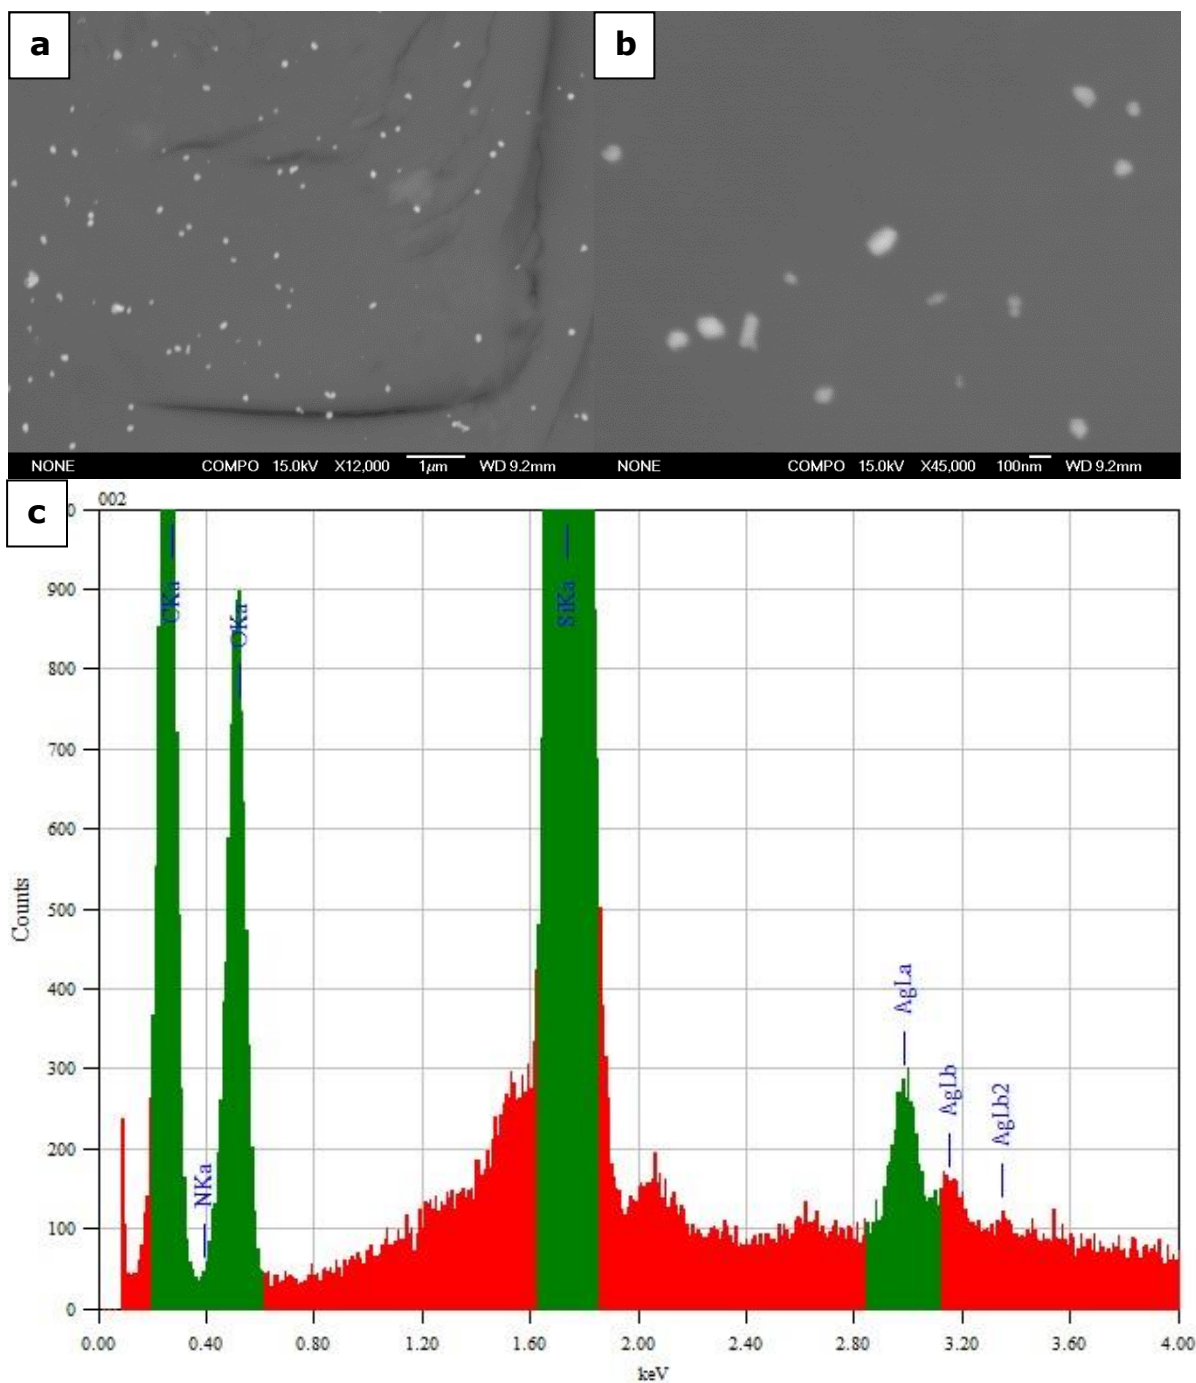 a
b
NONE COMPO 15.0kV X12,000 1μm WD 9.2mm
NONE COMPO 15.0kV X45,000 100nm WD 9.2mm
c
002
0
900
800
700
600
500
400
300
200
100
0
Counts
CKa
NKa
OKa
SiKa
AgLa
AgLb
AgLb2
0.00 0.40 0.80 1.20 1.60 2.00 2.40 2.80 3.20 3.60 4.00
keV